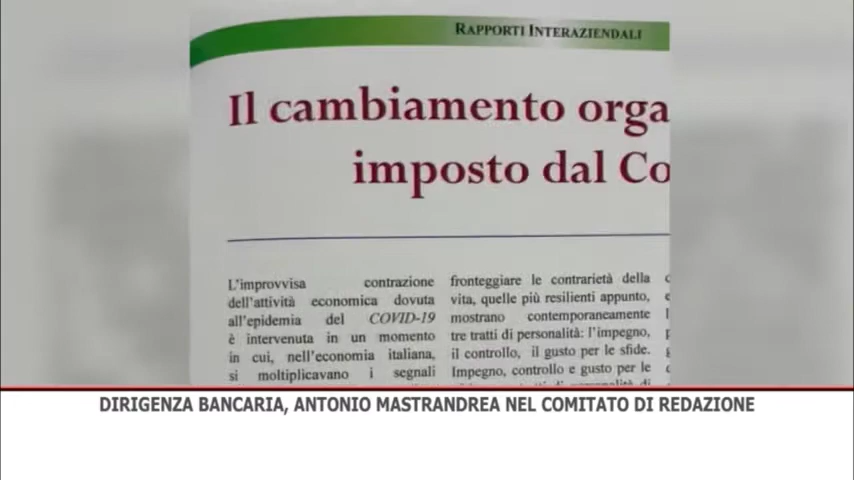 RAPPORTI INTERAZIENDALI
Il cambiamento orga
imposto dal Co
L'improvvisa contrazione
dell'attività economica dovuta
all'epidemia del COVID-19
è intervenuta in un momento
in cui, nell'economia italiana,
si moltiplicavano i segnali
fronteggiare le contrarietà della
vita, quelle più resilienti appunto,
mostrano contemporaneamente
tre tratti di personalità: l'impegno,
il controllo, il gusto per le sfide.
Impegno, controllo e gusto per le
DIRIGENZA BANCARIA, ANTONIO MASTRANDREA NEL COMITATO DI REDAZIONE